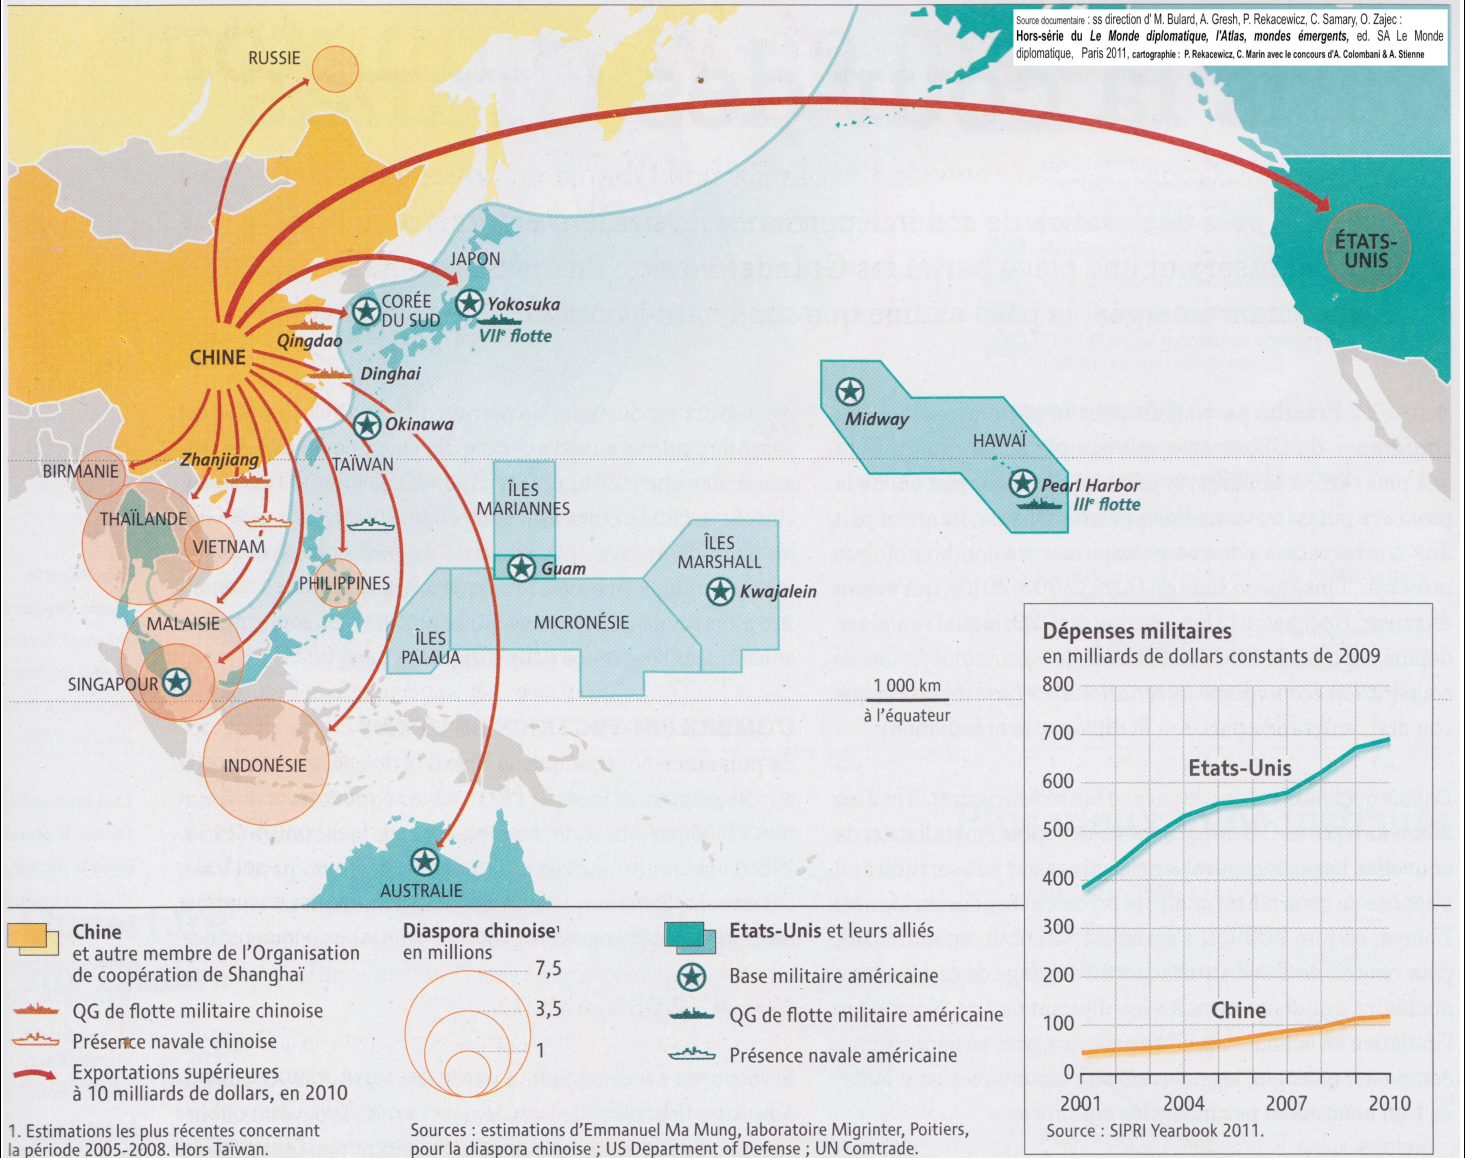 Source documentaire : ss direction d' M. Bulard, A. Gresh, P. Rekacewicz, C. Samary, O. Zajec :
Hors-série du Le Monde diplomatique, l'Atlas, mondes émergents, ed. SA Le Monde
diplomatique, Paris 2011, cartographie : P. Rekacewicz, C. Marin avec le concours d'A. Colombani & A. Stienne
RUSSIE
ÉTATS-
UNIS
JAPON
CORÉE
DU SUD
Yokosuka
VIIe flotte
Qingdao
CHINE
Dinghai
Okinawa
Midway
HAWAÏ
Pearl Harbor
IIIe flotte
BIRMANIE
Zhanjiang
TAÏWAN
ÎLES
MARIANNES
THAÏLANDE
VIETNAM
PHILIPPINES
Guam
ÎLES
MARSHALL
Kwajalein
MALAISIE
MICRONÉSIE
ÎLES
PALAUA
SINGAPOUR
INDONÉSIE
AUSTRALIE
1 000 km
à l'équateur
Dépenses militaires
en milliards de dollars constants de 2009
800
700
600
500
400
300
200
100
0
Etats-Unis
Chine
2001
2004
2007
2010
Source : SIPRI Yearbook 2011.
Chine
et autre membre de l'Organisation
de coopération de Shanghaï
QG de flotte militaire chinoise
Présence navale chinoise
Exportations supérieures
à 10 milliards de dollars, en 2010
Diaspora chinoise1
en millions
7,5
3,5
1
Etats-Unis et leurs alliés
Base militaire américaine
QG de flotte militaire américaine
Présence navale américaine
1. Estimations les plus récentes concernant
la période 2005-2008. Hors Taïwan.
Sources : estimations d'Emmanuel Ma Mung, laboratoire Migrinter, Poitiers,
pour la diaspora chinoise ; US Department of Defense ; UN Comtrade.